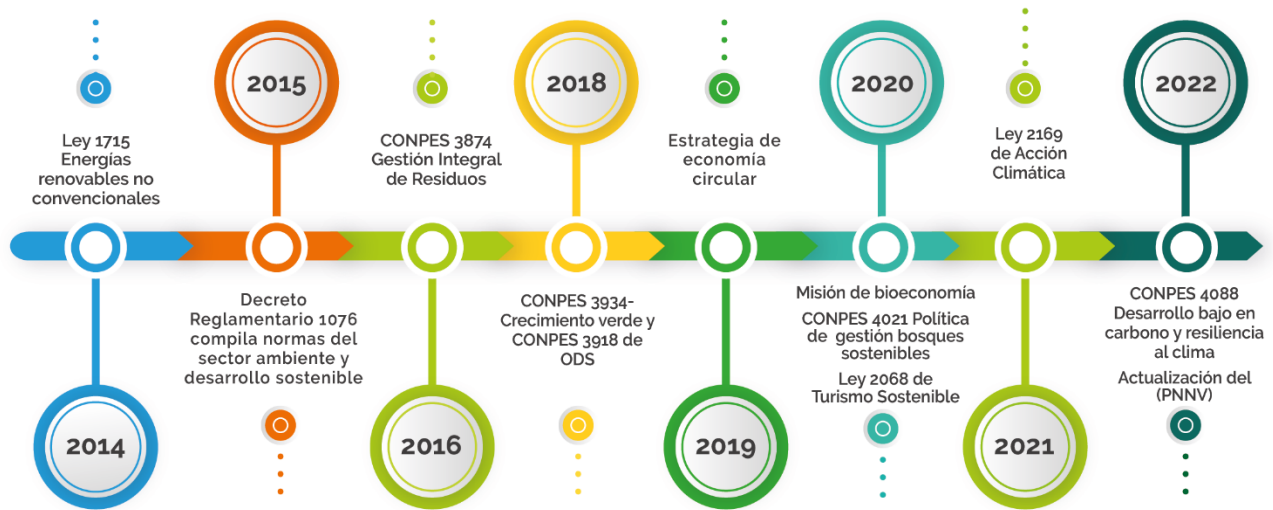 2014
Ley 1715
Energías
renovables no
convencionales
2015
Decreto
Reglamentario 1076
compila normas del
sector ambiente y
desarrollo sostenible
2016
CONPES 3874
Gestión Integral
de Residuos
2018
CONPES 3934-
Crecimiento verde y
CONPES 3918 de
ODS
2019
Estrategia de
economía
circular
2020
Misión de bioeconomía
CONPES 4021 Política
de gestión bosques
sostenibles
Ley 2068 de
Turismo Sostenible
2021
Ley 2169
de Acción
Climática
2022
CONPES 4088
Desarrollo bajo en
carbono y resiliencia
al clima
Actualización del
(PNNV)